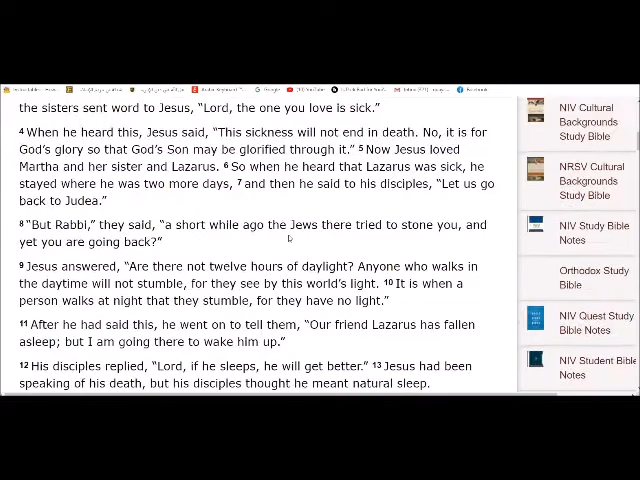 Google
YouTube
Facebook
the sisters sent word to Jesus, “Lord, the one you love is sick.”
4 When he heard this, Jesus said, “This sickness will not end in death. No, it is for
God’s glory so that God’s Son may be glorified through it.” 5 Now Jesus loved
Martha and her sister and Lazarus. 6 So when he heard that Lazarus was sick, he
stayed where he was two more days, 7 and then he said to his disciples, “Let us go
back to Judea.”
8 “But Rabbi,” they said, “a short while ago the Jews there tried to stone you, and
yet you are going back?”
9 Jesus answered, “Are there not twelve hours of daylight? Anyone who walks in
the daytime will not stumble, for they see by this world’s light. 10 It is when a
person walks at night that they stumble, for they have no light.”
11 After he had said this, he went on to tell them, “Our friend Lazarus has fallen
asleep; but I am going there to wake him up.”
12 His disciples replied, “Lord, if he sleeps, he will get better.” 13 Jesus had been
speaking of his death, but his disciples thought he meant natural sleep.
NIV Cultural
Backgrounds
Study Bible
NRSV Cultural
Backgrounds
Study Bible
NIV Study Bible
Notes
Orthodox Study
Bible
NIV Quest Study
Bible Notes
NIV Student Bible
Notes